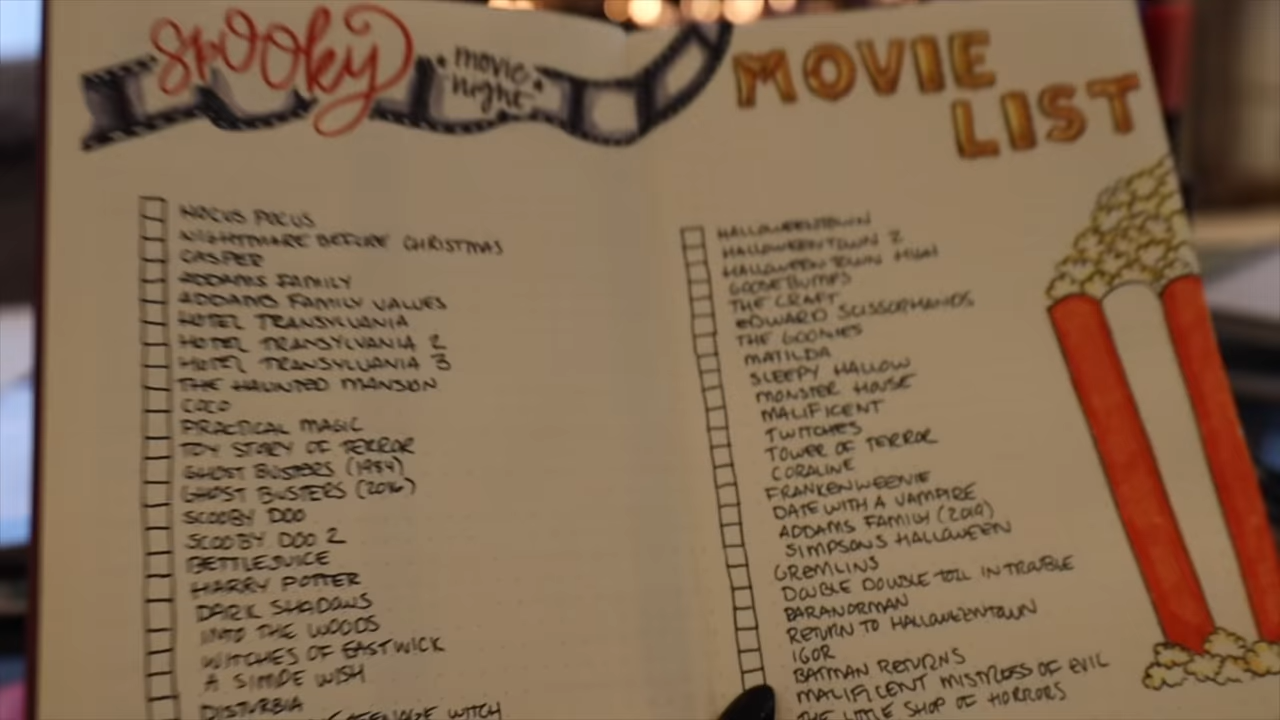 SPOOKY
movie
night
HOCUS POCUS
NIGHTMARE BEFORE CHRISTMAS
CASPER
ADDAMS FAMILY
ADDAMS FAMILY VALUES
HOTEL TRANSYLVANIA
HOTEL TRANSYLVANIA 2
HOTEL TRANSYLVANIA 3
THE HAUNTED MANSION
COCO
PRACTICAL MAGIC
TOY STORY OF TERROR
GHOST BUSTERS (1984)
GHOST BUSTERS (2016)
SCOOBY DOO
SCOOBY DOO 2
BETTLEJUICE
HARRY POTTER
DARK SHADOWS
INTO THE WOODS
WITCHES OF EASTWICK
A SIMPLE WISH
DISTURBIA
TEENAGE WITCH
MOVIE
LIST
HALLOWEENTOWN
HALLOWEENTOWN 2
HALLOWEENTOWN HIGH
GOOSEBUMPS
THE CRAFT
EDWARD SCISSORHANDS
THE GOONIES
MATILDA
SLEEPY HALLOW
MONSTER HOUSE
MALIFICENT
TWITCHES
TOWER OF TERROR
CORALINE
FRANKENWEENIE
DATE WITH A VAMPIRE
ADDAMS FAMILY (2019)
SIMPSONS HALLOWEEN
GREMLINS
DOUBLE DOUBLE TOIL IN TROUBLE
PARANORMAN
RETURN TO HALLOWEENTOWN
IGOR
BATMAN RETURNS
MALIFICENT MISTRESS OF EVIL
THE LITTLE SHOP OF HORRORS